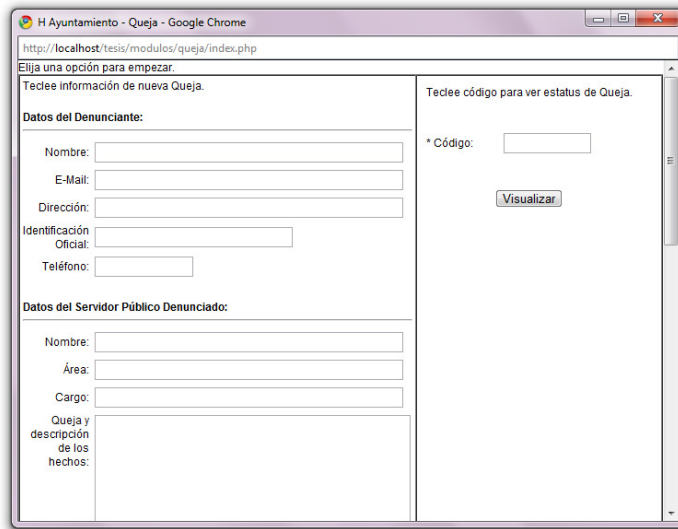 H Ayuntamiento - Queja - Google Chrome
http://localhost/tesis/modulos/queja/index.php
Elija una opción para empezar.
Teclee información de nueva Queja.
Datos del Denunciante:
Nombre:
E-Mail:
Dirección:
Identificación
Oficial:
Teléfono:
Datos del Servidor Público Denunciado:
Nombre:
Área:
Cargo:
Queja y
descripción
de los
hechos:
Teclee código para ver estatus de Queja.
* Código:
Visualizar